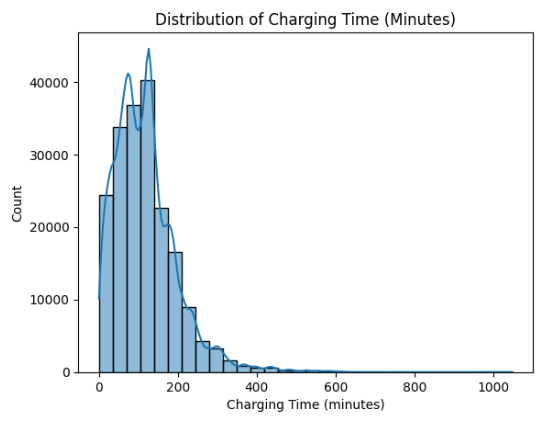 Distribution of Charging Time (Minutes)
Count
40000
30000
20000
10000
0
0 200 400 600 800 1000
Charging Time (minutes)